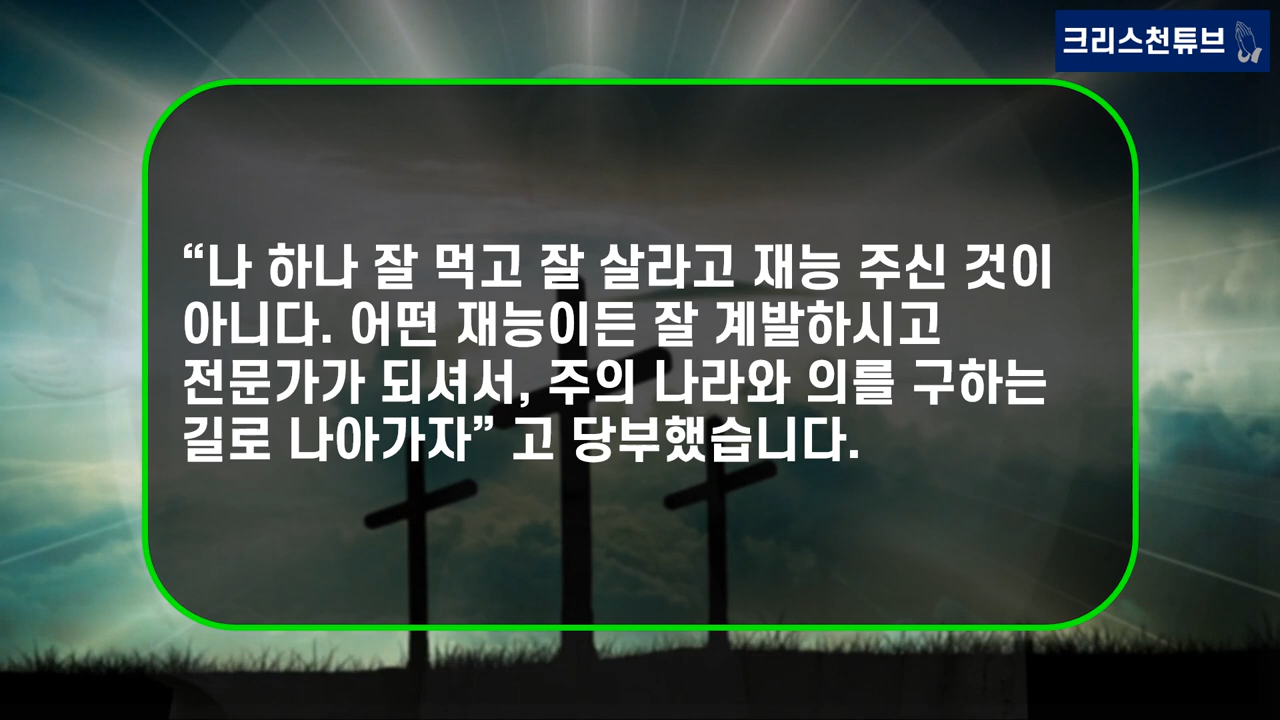 크리스천튜브
“나 하나 잘 먹고 잘 살라고 재능 주신 것이
아니다. 어떤 재능이든 잘 계발하시고
전문가가 되셔서, 주의 나라와 의를 구하는
길로 나아가자” 고 당부했습니다.